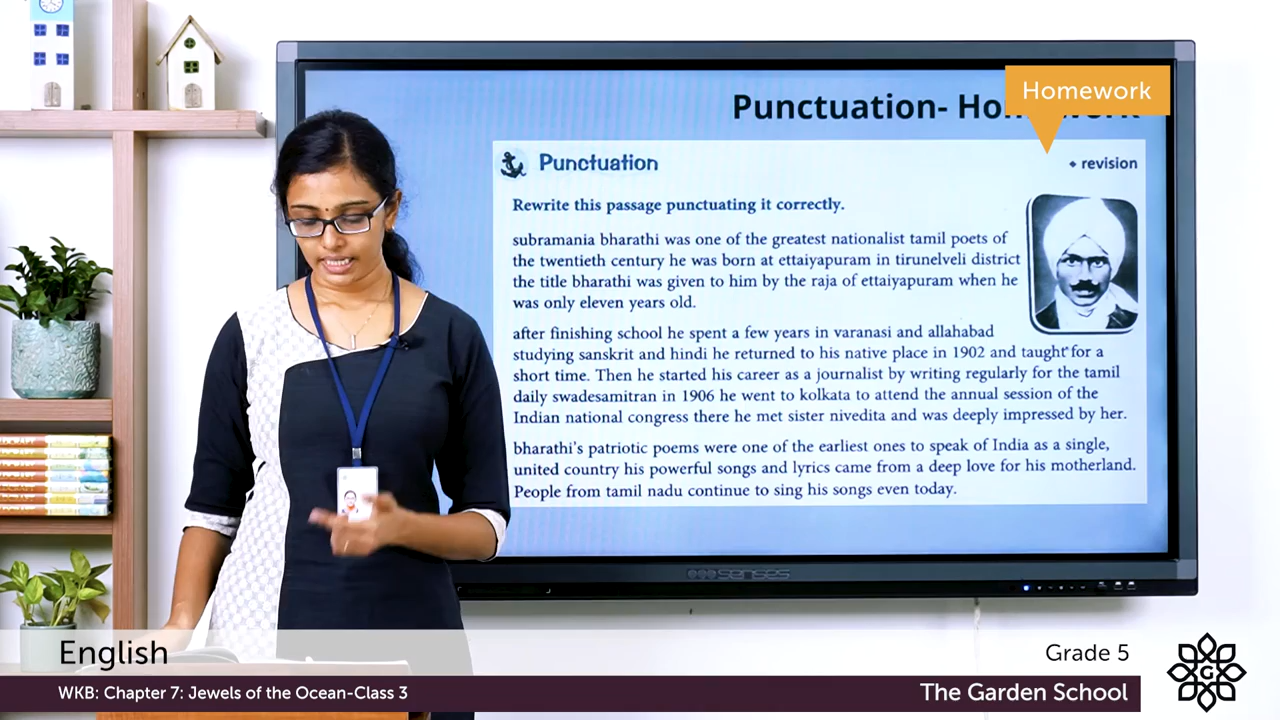 Punctuation- Ho
Homework
Punctuation
revision
Rewrite this passage punctuating it correctly.
subramania bharathi was one of the greatest nationalist tamil poets of
the twentieth century he was born at ettaiyapuram in tirunelveli district
the title bharathi was given to him by the raja of ettaiyapuram when he
was only eleven years old.
after finishing school he spent a few years in varanasi and allahabad
studying sanskrit and hindi he returned to his native place in 1902 and taught for a
short time. Then he started his career as a journalist by writing regularly for the tamil
daily swadesamitran in 1906 he went to kolkata to attend the annual session of the
Indian national congress there he met sister nivedita and was deeply impressed by her.
bharathi's patriotic poems were one of the earliest ones to speak of India as a single,
united country his powerful songs and lyrics came from a deep love for his motherland.
People from tamil nadu continue to sing his songs even today.
senses
English
Grade 5
WKB: Chapter 7: Jewels of the Ocean-Class 3
The Garden School
G